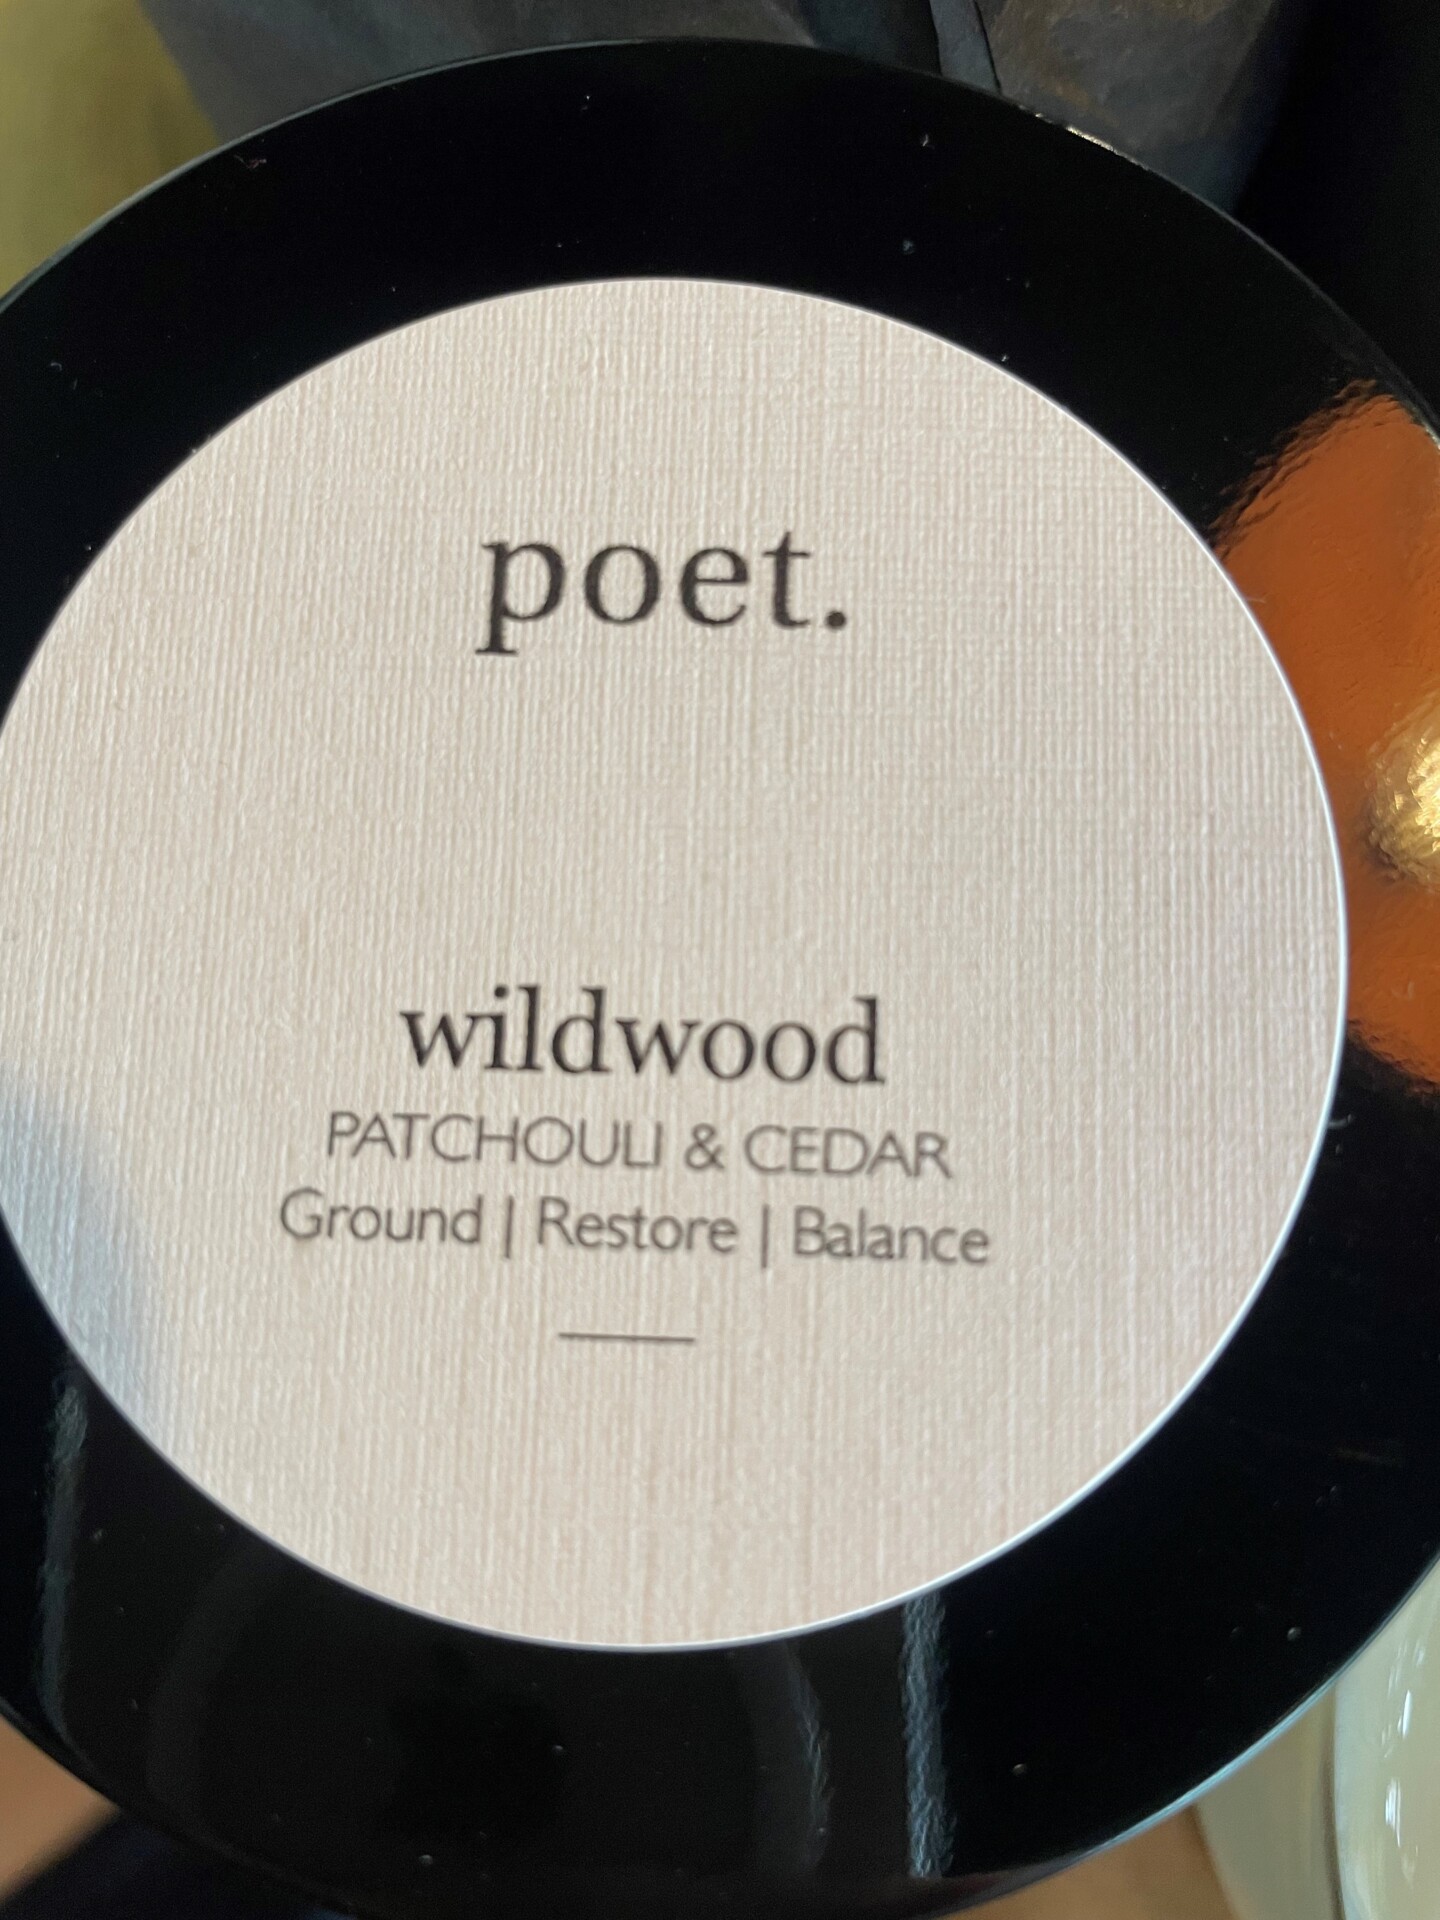 poet.
wildwood
PATCHOULI & CEDAR
Ground | Restore | Balance